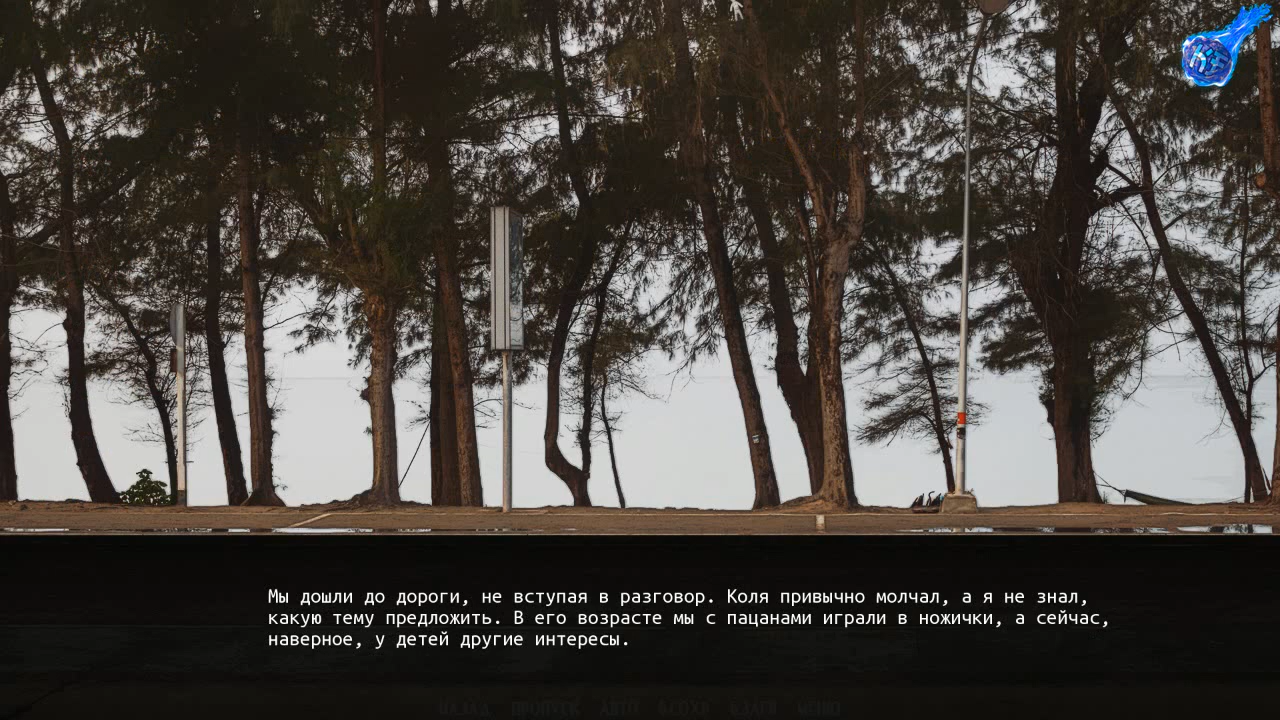 Мы дошли до дороги, не вступая в разговор. Коля привычно молчал, а я не знал,
какую тему предложить. В его возрасте мы с пацанами играли в ножички, а сейчас,
наверное, у детей другие интересы.